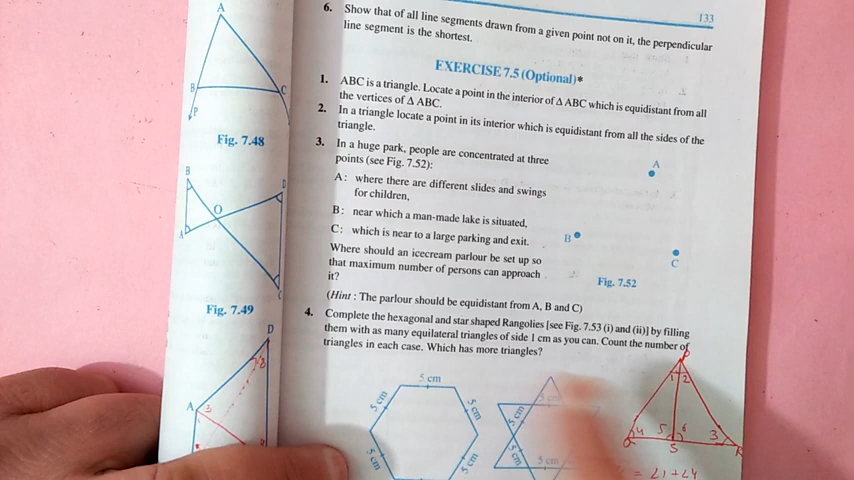 133
6. Show that of all line segments drawn from a given point not on it, the perpendicular
line segment is the shortest.
EXERCISE 7.5 (Optional)*
1. ABC is a triangle. Locate a point in the interior of Δ ABC which is equidistant from all
the vertices of Δ ABC.
2. In a triangle locate a point in its interior which is equidistant from all the sides of the
triangle.
3. In a huge park, people are concentrated at three
points (see Fig. 7.52):
A : where there are different slides and swings
for children,
B : near which a man-made lake is situated,
C : which is near to a large parking and exit.
Where should an icecream parlour be set up so
that maximum number of persons can approach
it?
(Hint : The parlour should be equidistant from A, B and C)
A
B
C
Fig. 7.52
4. Complete the hexagonal and star shaped Rangolies [see Fig. 7.53 (i) and (ii)] by filling
them with as many equilateral triangles of side 1 cm as you can. Count the number of
triangles in each case. Which has more triangles?
5 cm
5 cm
5 cm
5 cm
5 cm
5 cm
5 cm
5 cm
5 cm
1 2
4 5 6 3
S
= ∠1 + ∠4
A
B
C
P
Fig. 7.48
B
D
O
A
C
Fig. 7.49
D
8
A 3